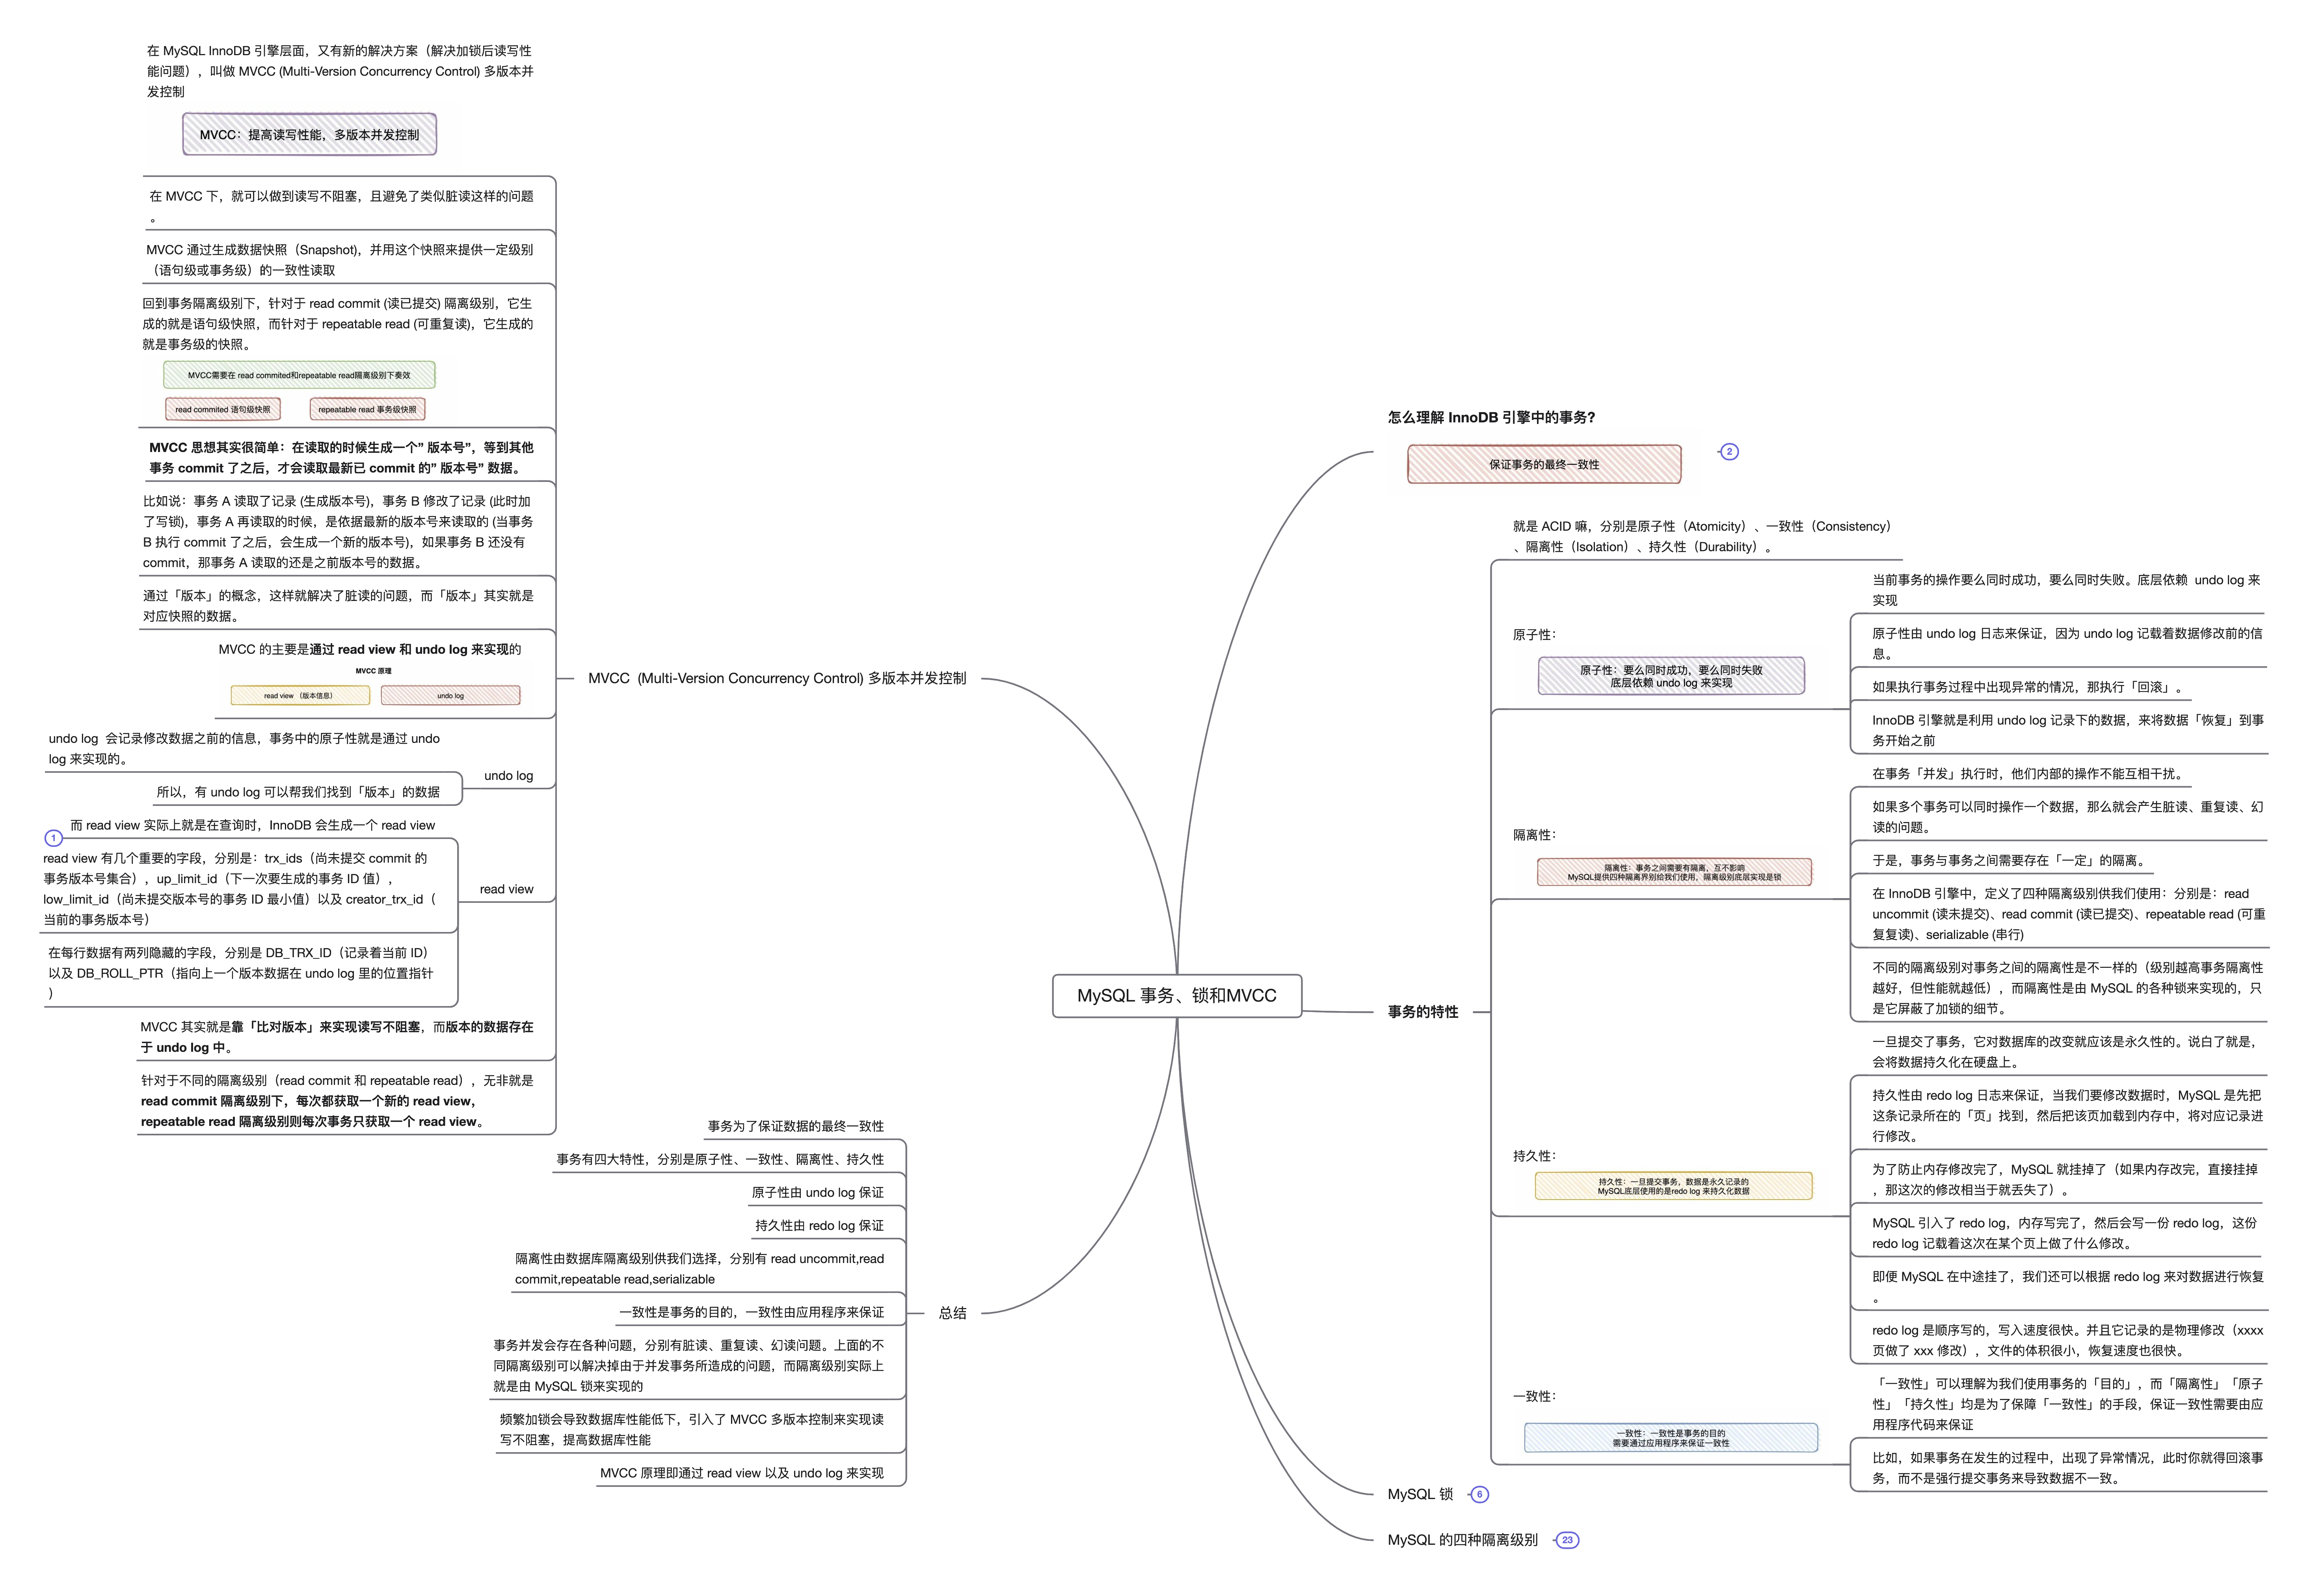 MySQL 事务、锁和MVCC
怎么理解 InnoDB 引擎中的事务?
保证事务的最终一致性
2
事务的特性
就是 ACID 嘛，分别是原子性（Atomicity）、一致性（Consistency）
、隔离性（Isolation）、持久性（Durability）。
原子性：
原子性：要么同时成功，要么同时失败
底层依赖 undo log 来实现
当前事务的操作要么同时成功，要么同时失败。底层依赖 undo log 来
实现
原子性由 undo log 日志来保证，因为 undo log 记载着数据修改前的信
息。
如果执行事务过程中出现异常的情况，那执行「回滚」。
InnoDB 引擎就是利用 undo log 记录下的数据，来将数据「恢复」到事
务开始之前
隔离性：
隔离性：事务之间需要有隔离，互不影响
MySQL提供四种隔离界别给我们使用，隔离级别底层实现是锁
在事务「并发」执行时，他们内部的操作不能互相干扰。
如果多个事务可以同时操作一个数据，那么就会产生脏读、重复读、幻
读的问题。
于是，事务与事务之间需要存在「一定」的隔离。
在 InnoDB 引擎中，定义了四种隔离级别供我们使用：分别是：read
uncommit (读未提交)、read commit (读已提交)、repeatable read (可重
复复读)、serializable (串行)
不同的隔离级别对事务之间的隔离性是不一样的（级别越高事务隔离性
越好，但性能就越低），而隔离性是由 MySQL 的各种锁来实现的，只
是它屏蔽了加锁的细节。
持久性：
持久性：一旦提交事务，数据是永久记录的
MySQL底层使用的是redo log 来持久化数据
一旦提交了事务，它对数据库的改变就应该是永久性的。说白了就是，
会将数据持久化在硬盘上。
持久性由 redo log 日志来保证，当我们要修改数据时，MySQL 是先把
这条记录所在的「页」找到，然后把该页加载到内存中，将对应记录进
行修改。
为了防止内存修改完了，MySQL 就挂掉了（如果内存改完，直接挂掉
，那这次的修改相当于就丢失了）。
MySQL 引入了 redo log，内存写完了，然后会写一份 redo log，这份
redo log 记载着这次在某个页上做了什么修改。
即便 MySQL 在中途挂了，我们还可以根据 redo log 来对数据进行恢复
。
redo log 是顺序写的，写入速度很快。并且它记录的是物理修改（xxxx
页做了 xxx 修改），文件的体积很小，恢复速度也很快。
一致性：
一致性：一致性是事务的目的
需要通过应用程序来保证一致性
「一致性」可以理解为我们使用事务的「目的」，而「隔离性」「原子
性」「持久性」均是为了保障「一致性」的手段，保证一致性需要由应
用程序代码来保证
比如，如果事务在发生的过程中，出现了异常情况，此时你就得回滚事
务，而不是强行提交事务来导致数据不一致。
MySQL 锁
6
MySQL 的四种隔离级别
23
MVCC (Multi-Version Concurrency Control) 多版本并发控制
在 MySQL InnoDB 引擎层面，又有新的解决方案（解决加锁后读写性
能问题），叫做 MVCC (Multi-Version Concurrency Control) 多版本并
发控制
MVCC：提高读写性能，多版本并发控制
在 MVCC 下，就可以做到读写不阻塞，且避免了类似脏读这样的问题
。
MVCC 通过生成数据快照（Snapshot)，并用这个快照来提供一定级别
（语句级或事务级）的一致性读取
回到事务隔离级别下，针对于 read commit (读已提交) 隔离级别，它生
成的就是语句级快照，而针对于 repeatable read (可重复读)，它生成的
就是事务级的快照。
MVCC需要在 read commited和repeatable read隔离级别下奏效
read commited 语句级快照
repeatable read 事务级快照
MVCC 思想其实很简单：在读取的时候生成一个” 版本号”，等到其他
事务 commit 了之后，才会读取最新已 commit 的” 版本号” 数据。
比如说：事务 A 读取了记录 (生成版本号)，事务 B 修改了记录 (此时加
了写锁)，事务 A 再读取的时候，是依据最新的版本号来读取的 (当事务
B 执行 commit 了之后，会生成一个新的版本号)，如果事务 B 还没有
commit，那事务 A 读取的还是之前版本号的数据。
通过「版本」的概念，这样就解决了脏读的问题，而「版本」其实就是
对应快照的数据。
MVCC 的主要是通过 read view 和 undo log 来实现的
MVCC 原理
read view （版本信息）
undo log
undo log
undo log 会记录修改数据之前的信息，事务中的原子性就是通过 undo
log 来实现的。
所以，有 undo log 可以帮我们找到「版本」的数据
read view
而 read view 实际上就是在查询时，InnoDB 会生成一个 read view
1
read view 有几个重要的字段，分别是：trx_ids（尚未提交 commit 的
事务版本号集合），up_limit_id（下一次要生成的事务 ID 值），
low_limit_id（尚未提交版本号的事务 ID 最小值）以及 creator_trx_id（
当前的事务版本号）
在每行数据有两列隐藏的字段，分别是 DB_TRX_ID（记录着当前 ID）
以及 DB_ROLL_PTR（指向上一个版本数据在 undo log 里的位置指针
）
MVCC 其实就是靠「比对版本」来实现读写不阻塞，而版本的数据存在
于 undo log 中。
针对于不同的隔离级别（read commit 和 repeatable read），无非就是
read commit 隔离级别下，每次都获取一个新的 read view，
repeatable read 隔离级别则每次事务只获取一个 read view。
总结
事务为了保证数据的最终一致性
事务有四大特性，分别是原子性、一致性、隔离性、持久性
原子性由 undo log 保证
持久性由 redo log 保证
隔离性由数据库隔离级别供我们选择，分别有 read uncommit,read
commit,repeatable read,serializable
一致性是事务的目的，一致性由应用程序来保证
事务并发会存在各种问题，分别有脏读、重复读、幻读问题。上面的不
同隔离级别可以解决掉由于并发事务所造成的问题，而隔离级别实际上
就是由 MySQL 锁来实现的
频繁加锁会导致数据库性能低下，引入了 MVCC 多版本控制来实现读
写不阻塞，提高数据库性能
MVCC 原理即通过 read view 以及 undo log 来实现